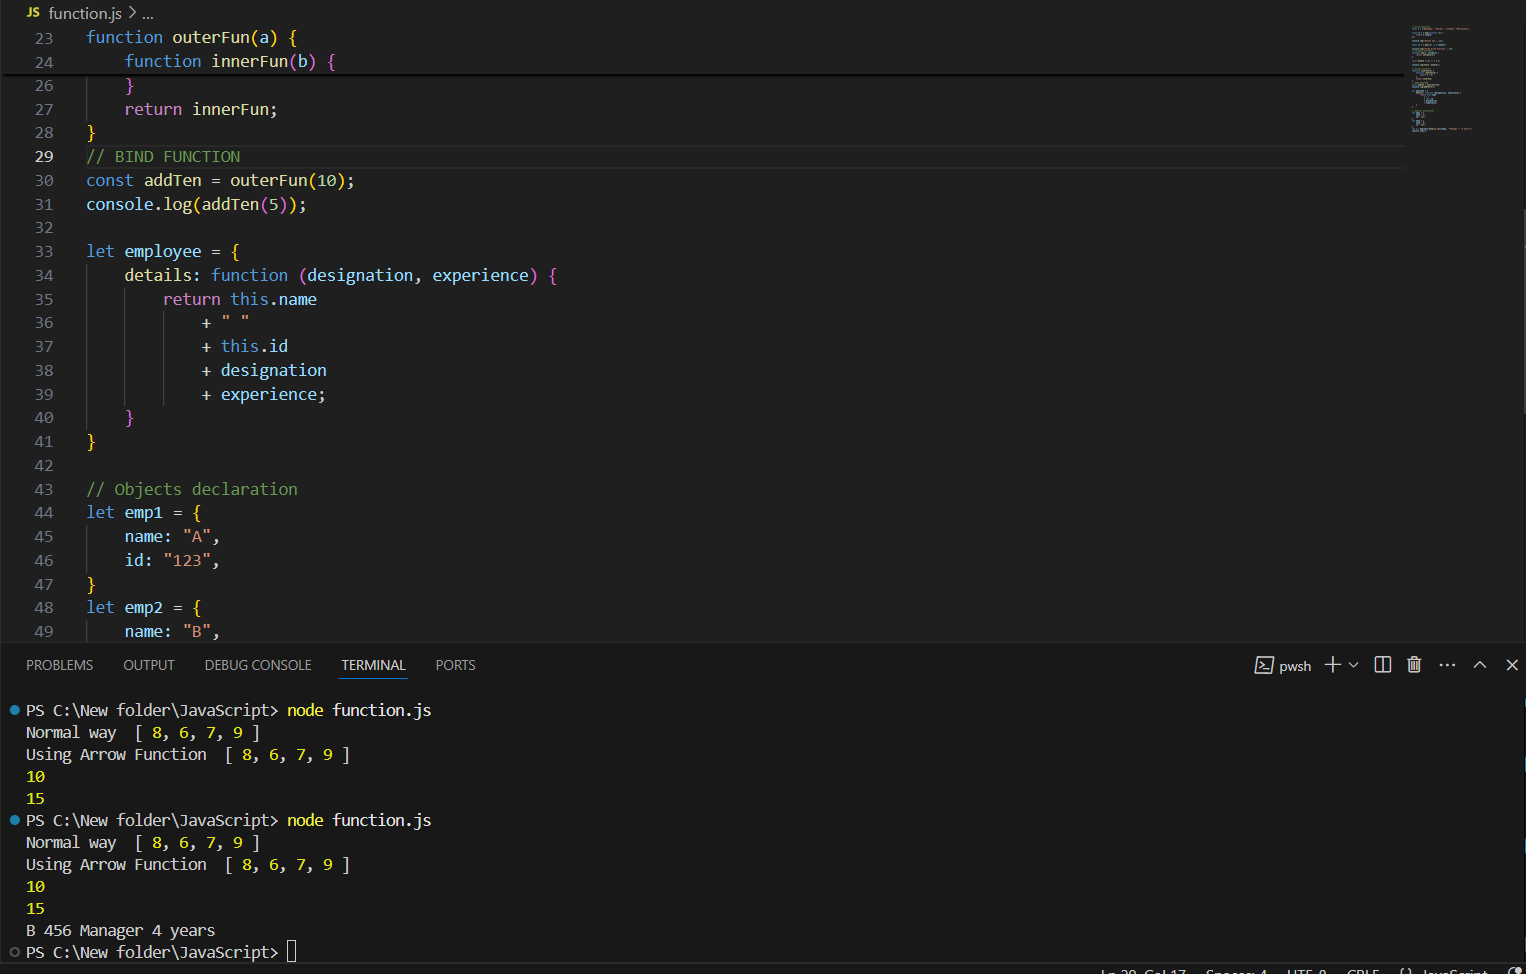 JS function.js > ...
23 function outerFun(a) {
24     function innerFun(b) {
26     }
27     return innerFun;
28 }
29 // BIND FUNCTION
30 const addTen = outerFun(10);
31 console.log(addTen(5));
32
33 let employee = {
34     details: function (designation, experience) {
35         return this.name
36             + " "
37             + this.id
38             + designation
39             + experience;
40     }
41 }
42
43 // Objects declaration
44 let emp1 = {
45     name: "A",
46     id: "123",
47 }
48 let emp2 = {
49     name: "B",
PROBLEMS OUTPUT DEBUG CONSOLE TERMINAL PORTS pwsh
PS C:\New folder\JavaScript> node function.js
Normal way  [ 8, 6, 7, 9 ]
Using Arrow Function  [ 8, 6, 7, 9 ]
10
15
PS C:\New folder\JavaScript> node function.js
Normal way  [ 8, 6, 7, 9 ]
Using Arrow Function  [ 8, 6, 7, 9 ]
10
15
B 456 Manager 4 years
PS C:\New folder\JavaScript>